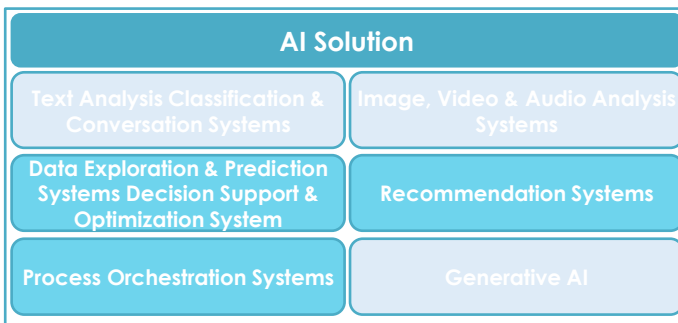 AI Solution
Text Analysis Classification &
Conversation Systems
Image, Video & Audio Analysis
Systems
Data Exploration & Prediction
Systems Decision Support &
Optimization System
Recommendation Systems
Process Orchestration Systems
Generative AI